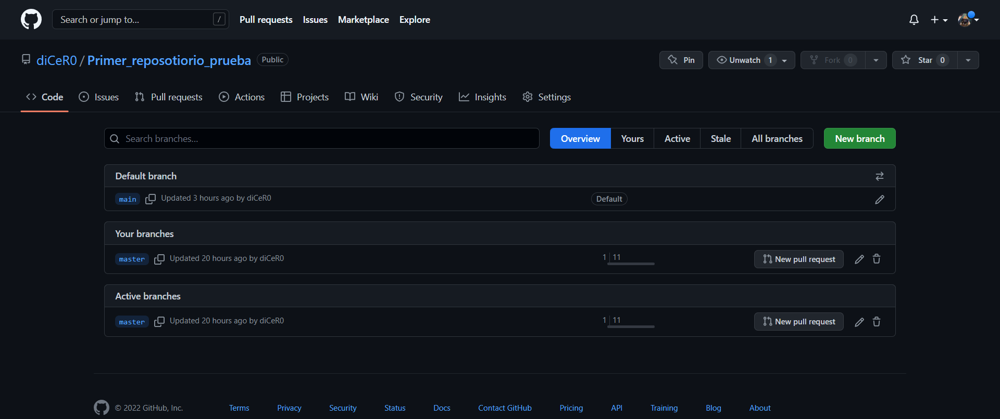 Search or jump to... / Pull requests Issues Marketplace Explore
diCeR0 / Primer_reposotiorio_prueba Public Pin Unwatch 1 Fork 0 Star 0
Code Issues Pull requests Actions Projects Wiki Security Insights Settings
Search branches... Overview Yours Active Stale All branches New branch
Default branch
main Updated 3 hours ago by diCeR0 Default
Your branches
master Updated 20 hours ago by diCeR0 1 11 New pull request
Active branches
master Updated 20 hours ago by diCeR0 1 11 New pull request
© 2022 GitHub, Inc. Terms Privacy Security Status Docs Contact GitHub Pricing API Training Blog About